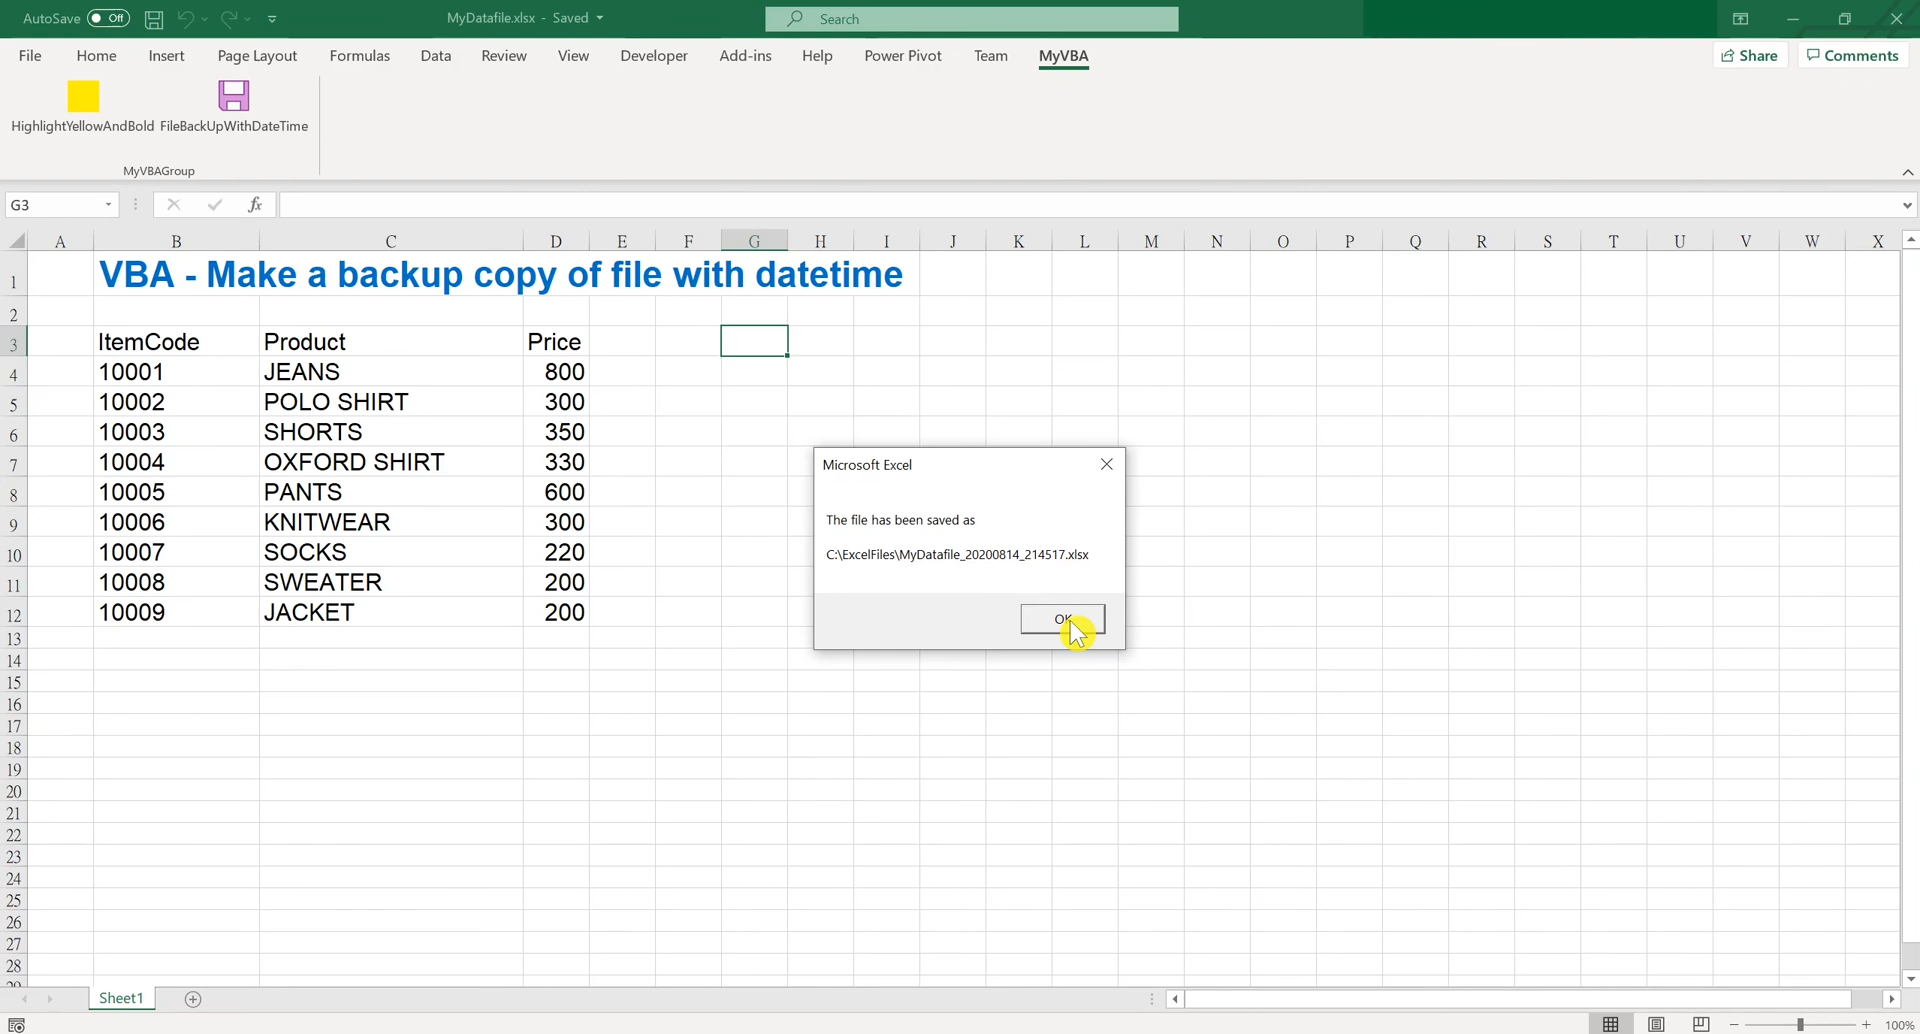 AutoSave Off MyDatafile.xlsx - Saved Search
File Home Insert Page Layout Formulas Data Review View Developer Add-ins Help Power Pivot Team MyVBA Share Comments
HighlightYellowAndBold FileBackUpWithDateTime
MyVBAGroup
G3 fx
A B C D E F G H I J K L M N O P Q R S T U V W X
1 VBA - Make a backup copy of file with datetime
2
3 ItemCode Product Price
4 10001 JEANS 800
5 10002 POLO SHIRT 300
6 10003 SHORTS 350
7 10004 OXFORD SHIRT 330
8 10005 PANTS 600
9 10006 KNITWEAR 300
10 10007 SOCKS 220
11 10008 SWEATER 200
12 10009 JACKET 200
13
14
15
16
17
18
19
20
21
22
23
24
25
26
27
28
29
Microsoft Excel
The file has been saved as
C:\ExcelFiles\MyDatafile_20200814_214517.xlsx
OK
Sheet1
100%